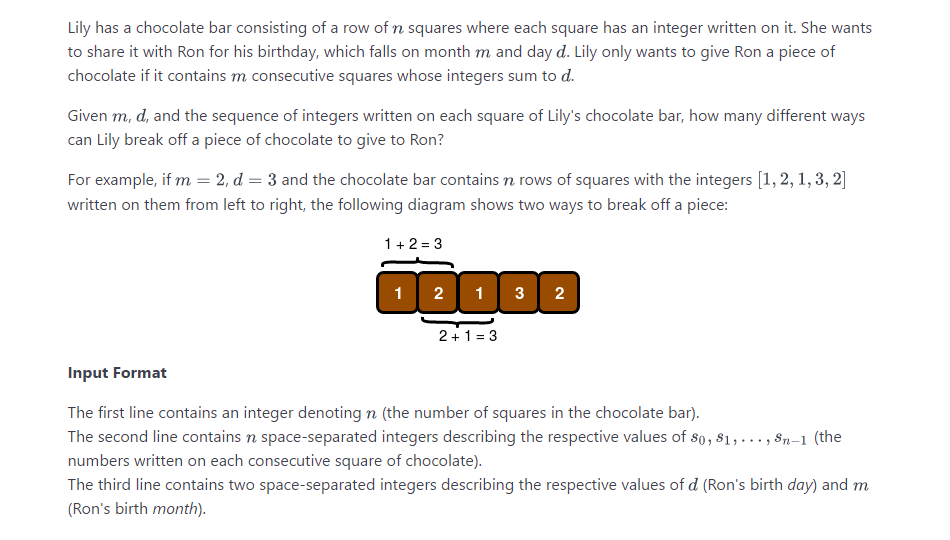 Lily has a chocolate bar consisting of a row of n squares where each square has an integer written on it. She wants
to share it with Ron for his birthday, which falls on month m and day d. Lily only wants to give Ron a piece of
chocolate if it contains m consecutive squares whose integers sum to d.
Given m, d, and the sequence of integers written on each square of Lily's chocolate bar, how many different ways
can Lily break off a piece of chocolate to give to Ron?
For example, if m = 2, d = 3 and the chocolate bar contains n rows of squares with the integers [1, 2, 1, 3, 2]
written on them from left to right, the following diagram shows two ways to break off a piece:
1 + 2 = 3
1 2 1 3 2
2 + 1 = 3
Input Format
The first line contains an integer denoting n (the number of squares in the chocolate bar).
The second line contains n space-separated integers describing the respective values of s₀, s₁, . . . , sₙ₋₁ (the
numbers written on each consecutive square of chocolate).
The third line contains two space-separated integers describing the respective values of d (Ron's birth day) and m
(Ron's birth month).